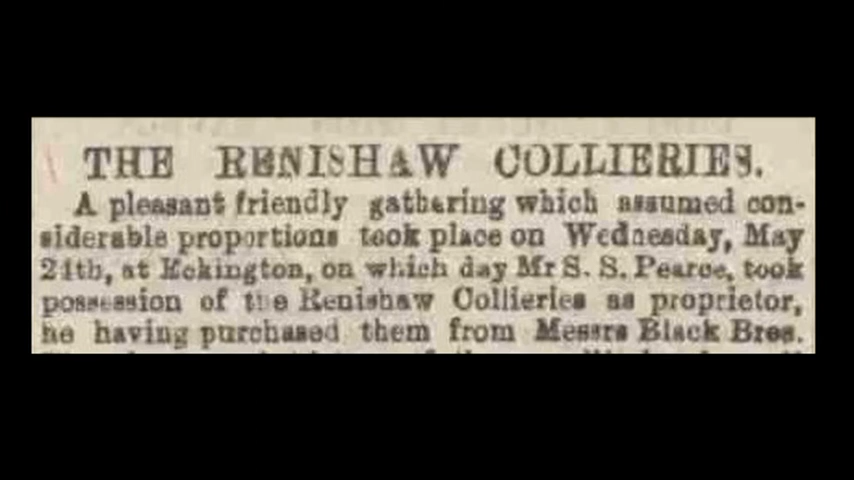 THE RENISHAW COLLIERIES.
A pleasant friendly gathering which assumed con-
siderable proportions took place on Wednesday, May
24th, at Eckington, on which day Mr S. S. Pearce, took
possession of the Renishaw Collieries as proprietor,
he having purchased them from Messrs Black Bros.